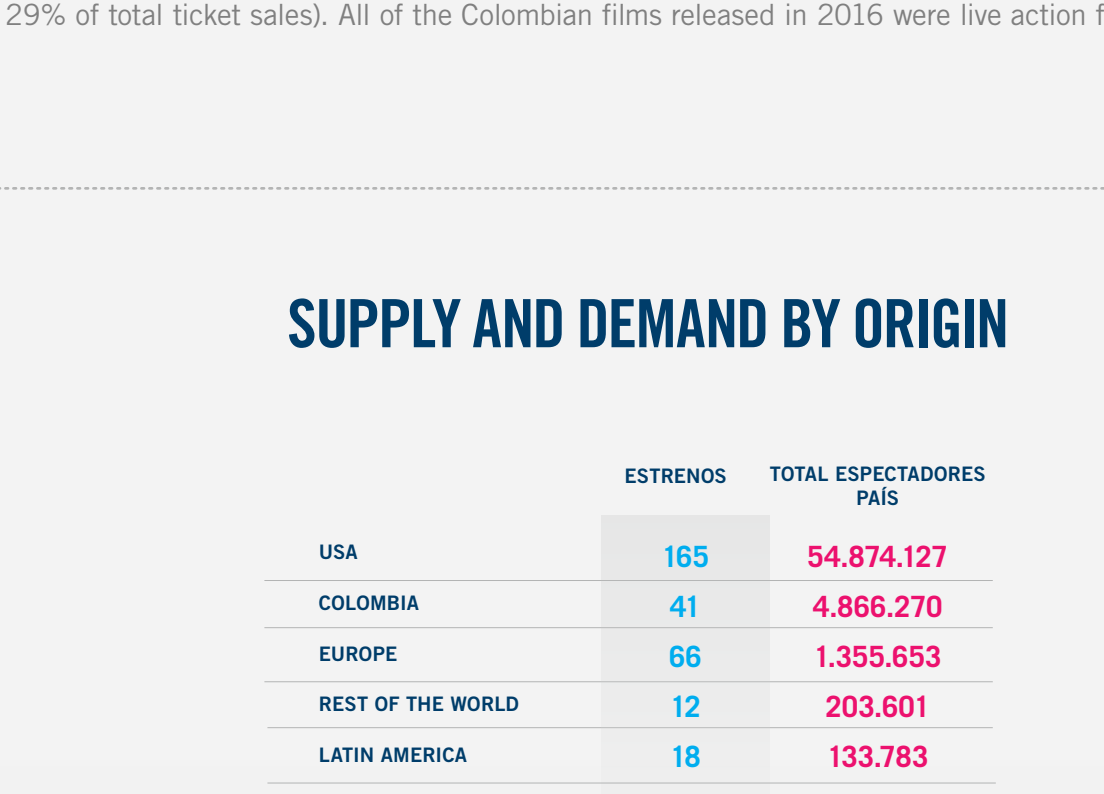 29% of total ticket sales). All of the Colombian films released in 2016 were live action f
SUPPLY AND DEMAND BY ORIGIN
ESTRENOS TOTAL ESPECTADORES
PAÍS
USA 165 54.874.127
COLOMBIA 41 4.866.270
EUROPE 66 1.355.653
REST OF THE WORLD 12 203.601
LATIN AMERICA 18 133.783